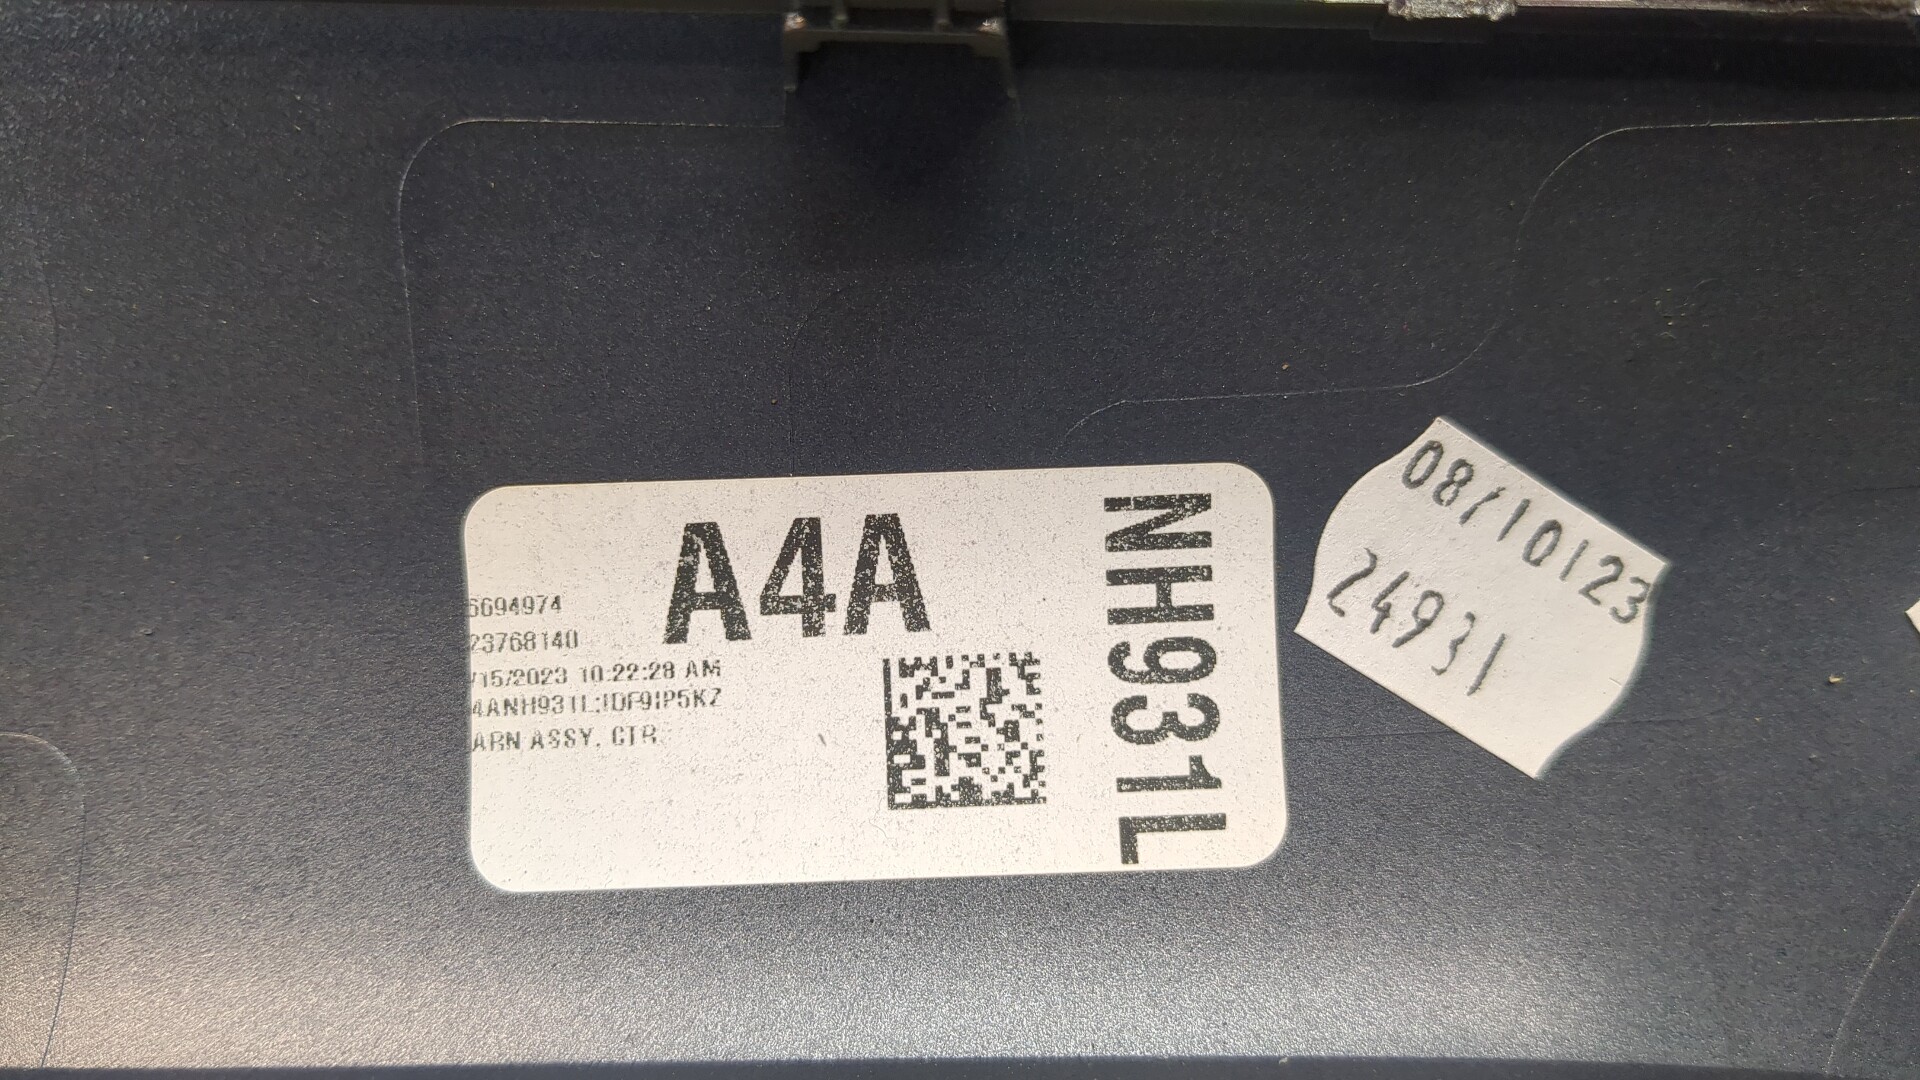 A4A
6694974
23768140
/15/2023 10:22:28 AM
4ANH931L;IDF9IP5KZ
ARN ASSY, CTR
NH931L
08/10/23
24931